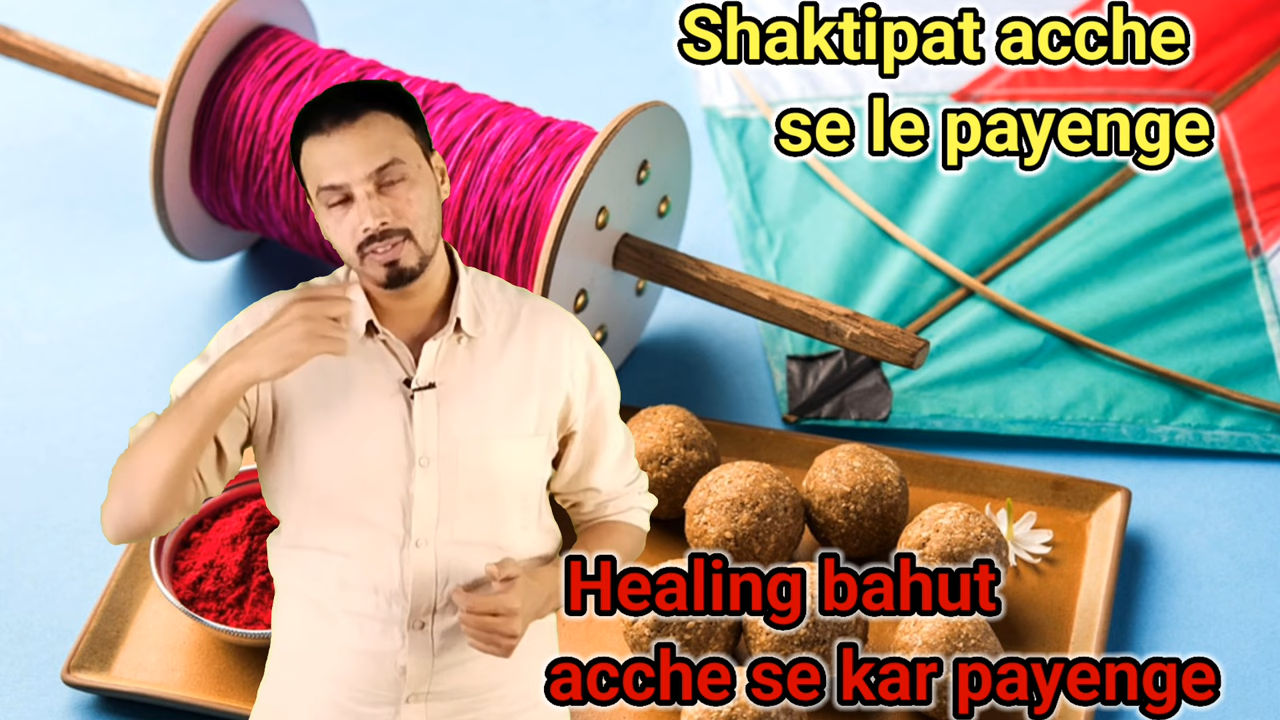 Shaktipat acche
se le payenge
Healing bahut
acche se kar payenge